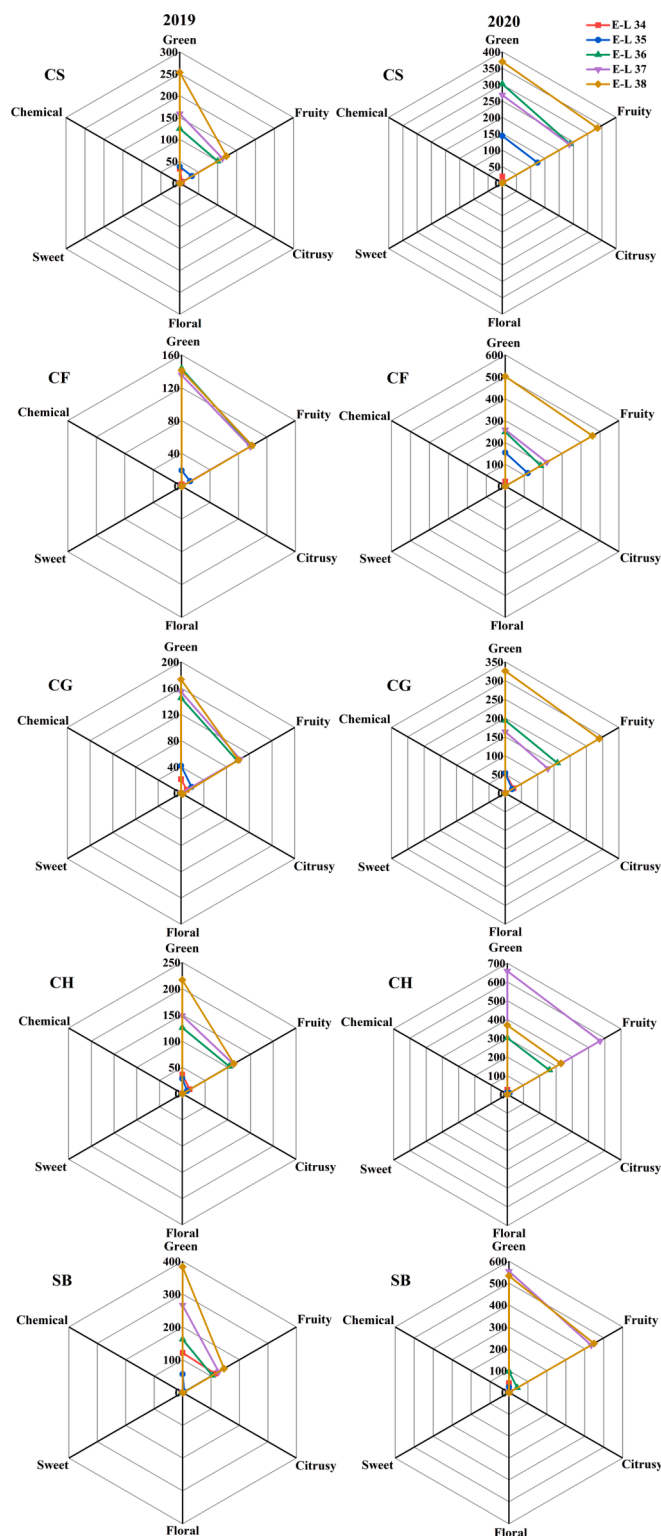 2019
2020
E-L 34
E-L 35
E-L 36
E-L 37
E-L 38
CS
Green
300
250
200
150
100
50
0
Fruity
Citrusy
Floral
Sweet
Chemical
CS
Green
400
350
300
250
200
150
100
50
0
Fruity
Citrusy
Floral
Sweet
Chemical
CF
Green
160
120
80
40
0
Fruity
Citrusy
Floral
Sweet
Chemical
CF
Green
600
500
400
300
200
100
0
Fruity
Citrusy
Floral
Sweet
Chemical
CG
Green
200
160
120
80
40
0
Fruity
Citrusy
Floral
Sweet
Chemical
CG
Green
350
300
250
200
150
100
50
0
Fruity
Citrusy
Floral
Sweet
Chemical
CH
Green
250
200
150
100
50
0
Fruity
Citrusy
Floral
Sweet
Chemical
CH
Green
700
600
500
400
300
200
100
0
Fruity
Citrusy
Floral
Sweet
Chemical
SB
Green
400
300
200
100
0
Fruity
Citrusy
Floral
Sweet
Chemical
SB
Green
600
500
400
300
200
100
0
Fruity
Citrusy
Floral
Sweet
Chemical